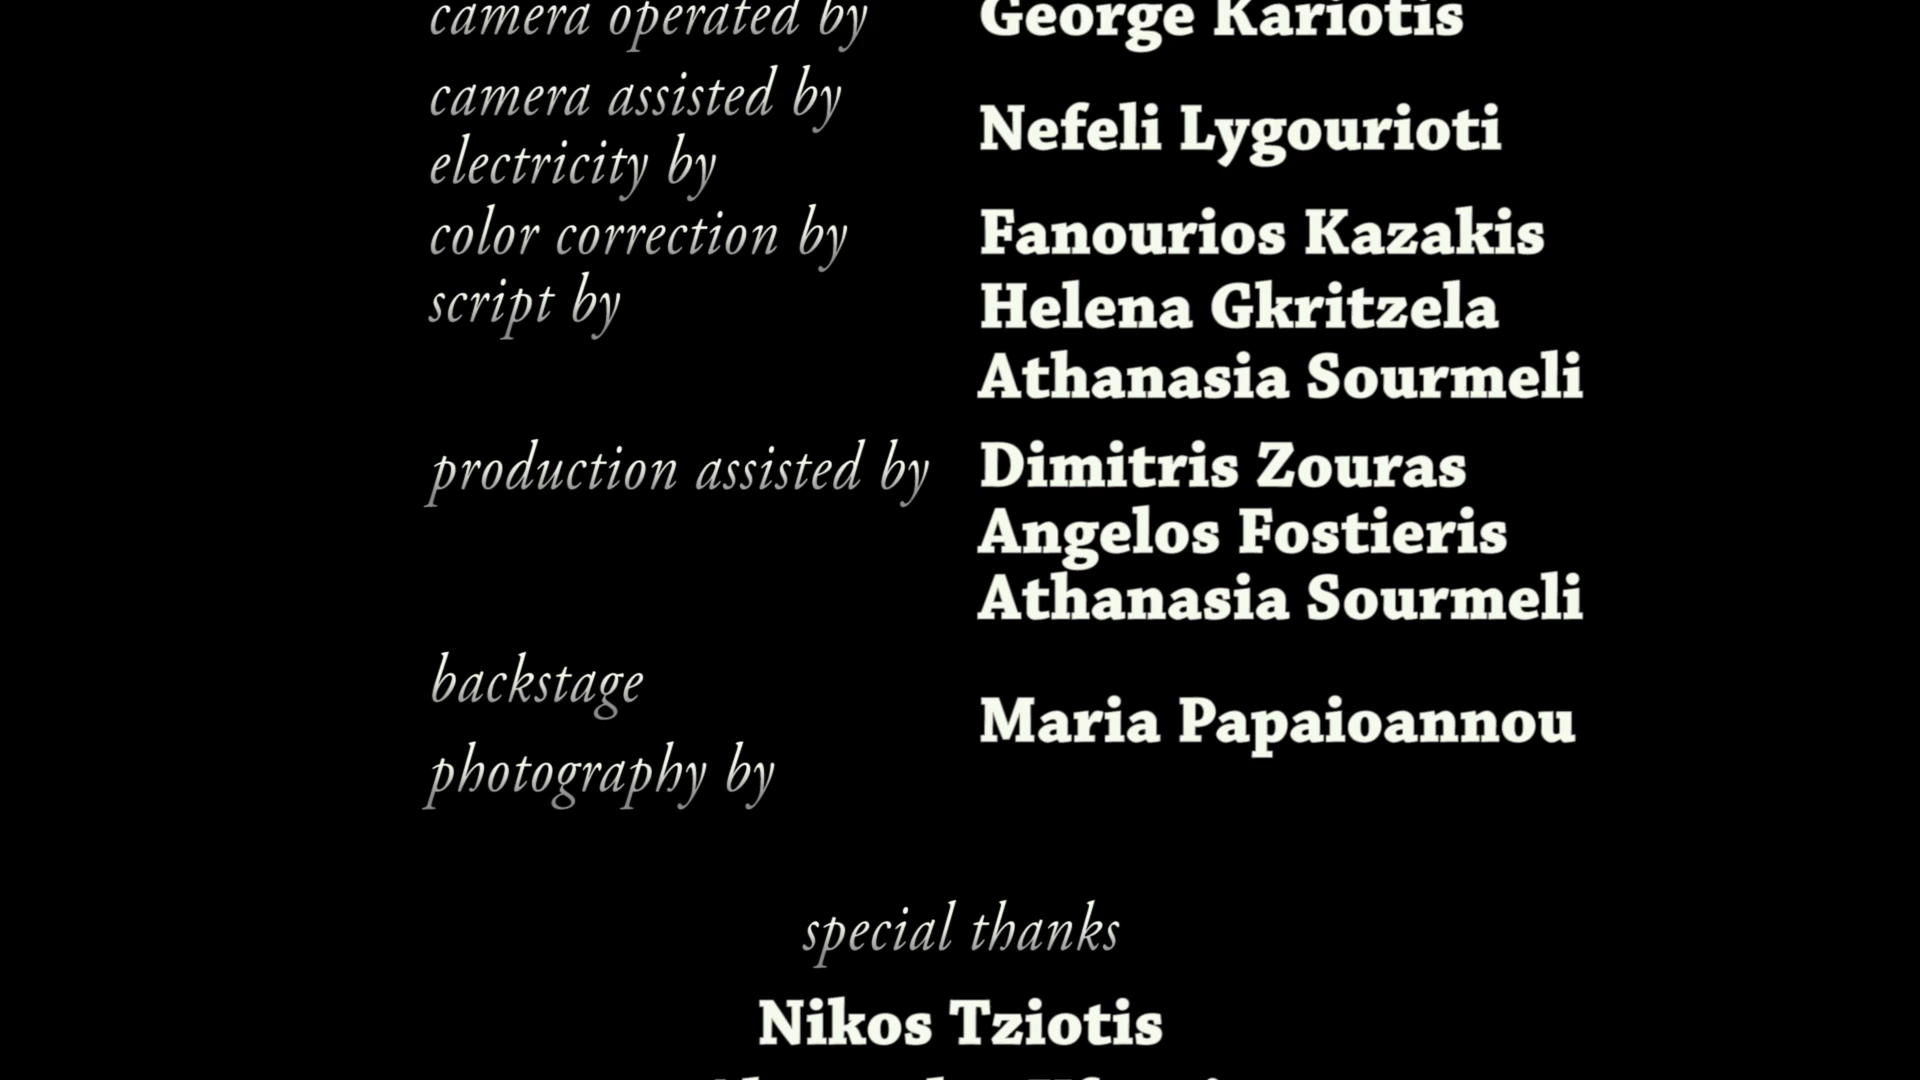 camera operated by George Kariotis
camera assisted by
Nefeli Lygourioti
electricity by
color correction by Fanourios Kazakis
script by Helena Gkritzela
Athanasia Sourmeli
production assisted by Dimitris Zouras
Angelos Fostieris
Athanasia Sourmeli
backstage
Maria Papaioannou
photography by
special thanks
Nikos Tziotis